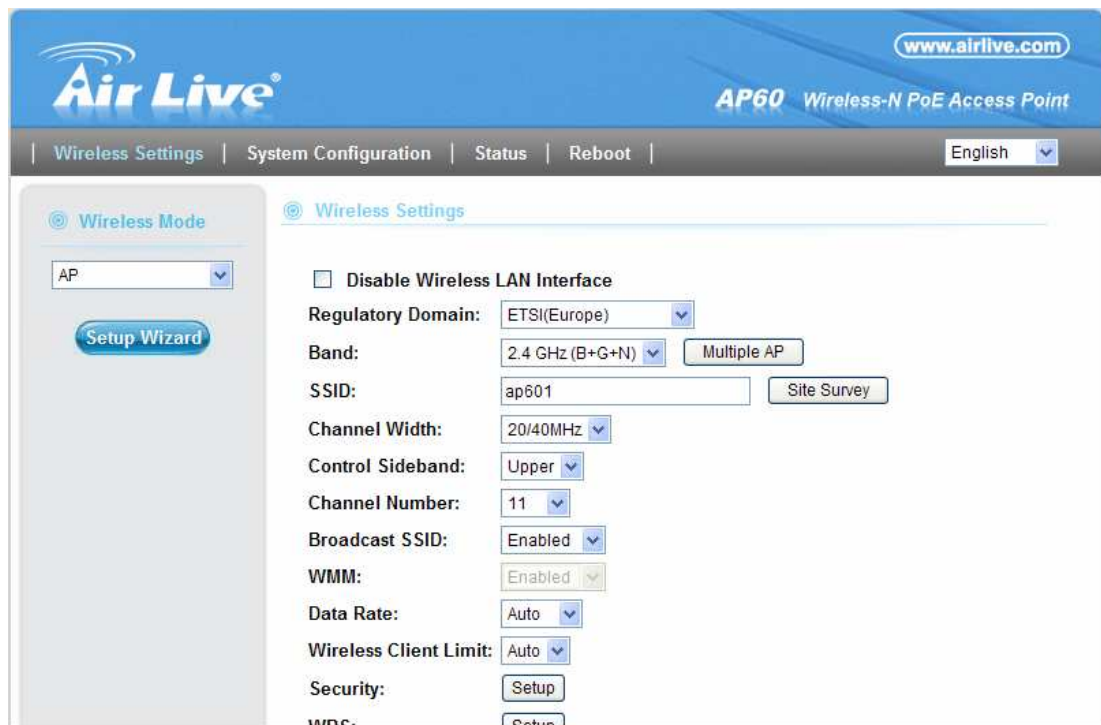 www.airlive.com
Air Live®
AP60 Wireless-N PoE Access Point
| Wireless Settings | System Configuration | Status | Reboot | English
Wireless Mode
AP
Setup Wizard
Wireless Settings
Disable Wireless LAN Interface
Regulatory Domain: ETSI(Europe)
Band: 2.4 GHz (B+G+N) Multiple AP
SSID: ap601 Site Survey
Channel Width: 20/40MHz
Control Sideband: Upper
Channel Number: 11
Broadcast SSID: Enabled
WMM: Enabled
Data Rate: Auto
Wireless Client Limit: Auto
Security: Setup
Setup